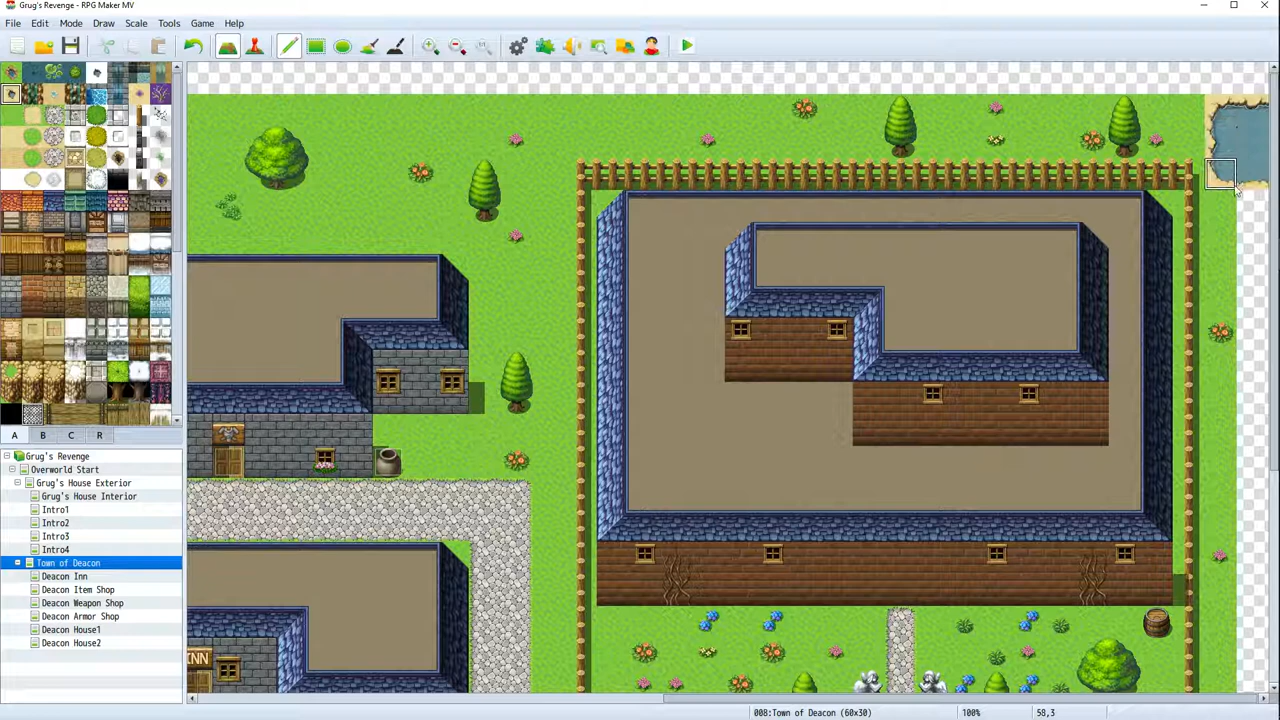 Grug's Revenge - RPG Maker MV
File Edit Mode Draw Scale Tools Game Help
A B C R
Grug's Revenge
Overworld Start
Grug's House Exterior
Grug's House Interior
Intro1
Intro2
Intro3
Intro4
Town of Deacon
Deacon Inn
Deacon Item Shop
Deacon Weapon Shop
Deacon Armor Shop
Deacon House1
Deacon House2
INN
008:Town of Deacon (60x30) 100% 58,3